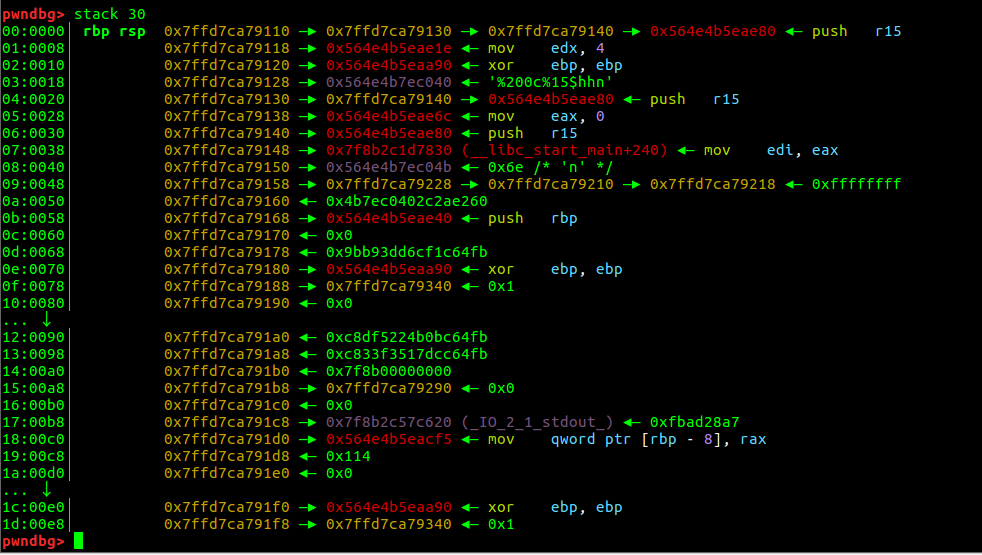 pwndbg> stack 30
00:0000│ rbp rsp  0x7ffd7ca79110 —▸ 0x7ffd7ca79130 —▸ 0x7ffd7ca79140 —▸ 0x564e4b5eae80 ◂— push   r15
01:0008│          0x7ffd7ca79118 —▸ 0x564e4b5eae1e ◂— mov    edx, 4
02:0010│          0x7ffd7ca79120 —▸ 0x564e4b5eaa90 ◂— xor    ebp, ebp
03:0018│          0x7ffd7ca79128 —▸ 0x564e4b7ec040 ◂— '%200c%15$hhn'
04:0020│          0x7ffd7ca79130 —▸ 0x7ffd7ca79140 —▸ 0x564e4b5eae80 ◂— push   r15
05:0028│          0x7ffd7ca79138 —▸ 0x564e4b5eae6c ◂— mov    eax, 0
06:0030│          0x7ffd7ca79140 —▸ 0x564e4b5eae80 ◂— push   r15
07:0038│          0x7ffd7ca79148 —▸ 0x7f8b2c1d7830 (__libc_start_main+240) ◂— mov    edi, eax
08:0040│          0x7ffd7ca79150 —▸ 0x564e4b7ec04b ◂— 0x6e /* 'n' */
09:0048│          0x7ffd7ca79158 —▸ 0x7ffd7ca79228 —▸ 0x7ffd7ca79210 —▸ 0x7ffd7ca79218 ◂— 0xffffffff
0a:0050│          0x7ffd7ca79160 ◂— 0x4b7ec0402c2ae260
0b:0058│          0x7ffd7ca79168 —▸ 0x564e4b5eae40 ◂— push   rbp
0c:0060│          0x7ffd7ca79170 ◂— 0x0
0d:0068│          0x7ffd7ca79178 ◂— 0x9bb93dd6cf1c64fb
0e:0070│          0x7ffd7ca79180 —▸ 0x564e4b5eaa90 ◂— xor    ebp, ebp
0f:0078│          0x7ffd7ca79188 —▸ 0x7ffd7ca79340 ◂— 0x1
10:0080│          0x7ffd7ca79190 ◂— 0x0
... ↓
12:0090│          0x7ffd7ca791a0 ◂— 0xc8df5224b0bc64fb
13:0098│          0x7ffd7ca791a8 ◂— 0xc833f3517dcc64fb
14:00a0│          0x7ffd7ca791b0 ◂— 0x7f8b00000000
15:00a8│          0x7ffd7ca791b8 —▸ 0x7ffd7ca79290 ◂— 0x0
16:00b0│          0x7ffd7ca791c0 ◂— 0x0
17:00b8│          0x7ffd7ca791c8 —▸ 0x7f8b2c57c620 (_IO_2_1_stdout_) ◂— 0xfbad28a7
18:00c0│          0x7ffd7ca791d0 —▸ 0x564e4b5eacf5 ◂— mov    qword ptr [rbp - 8], rax
19:00c8│          0x7ffd7ca791d8 ◂— 0x114
1a:00d0│          0x7ffd7ca791e0 ◂— 0x0
... ↓
1c:00e0│          0x7ffd7ca791f0 —▸ 0x564e4b5eaa90 ◂— xor    ebp, ebp
1d:00e8│          0x7ffd7ca791f8 —▸ 0x7ffd7ca79340 ◂— 0x1
pwndbg>